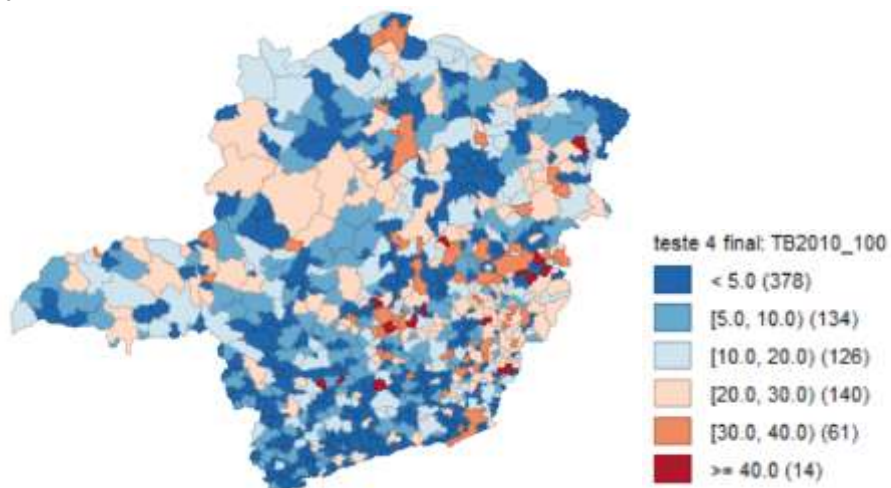 teste 4 final: TB2010_100
< 5.0 (378)
[5.0, 10.0) (134)
[10.0, 20.0) (126)
[20.0, 30.0) (140)
[30.0, 40.0) (61)
>= 40.0 (14)